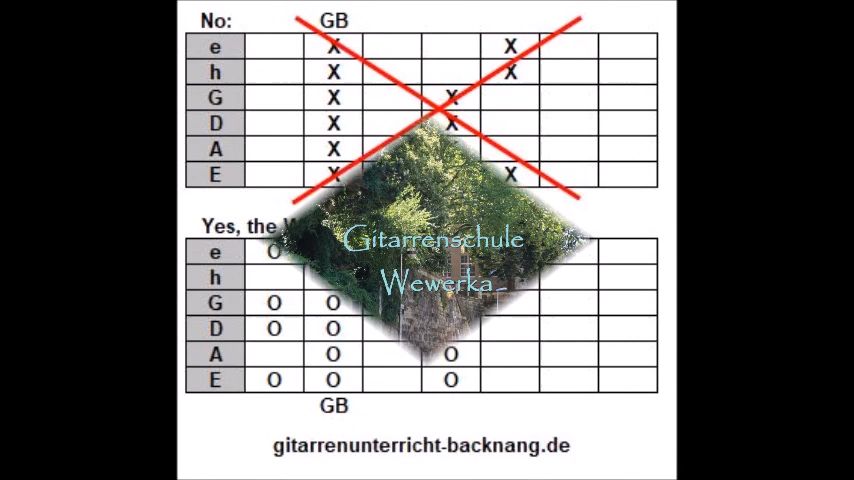 No: GB
e X X
h X X
G X X
D X X
A X
E X X
Yes, the
e O
h
G O O
D O O
A O O
E O O O
GB
Gitarrenschule
Wewerka
gitarrenunterricht-backnang.de